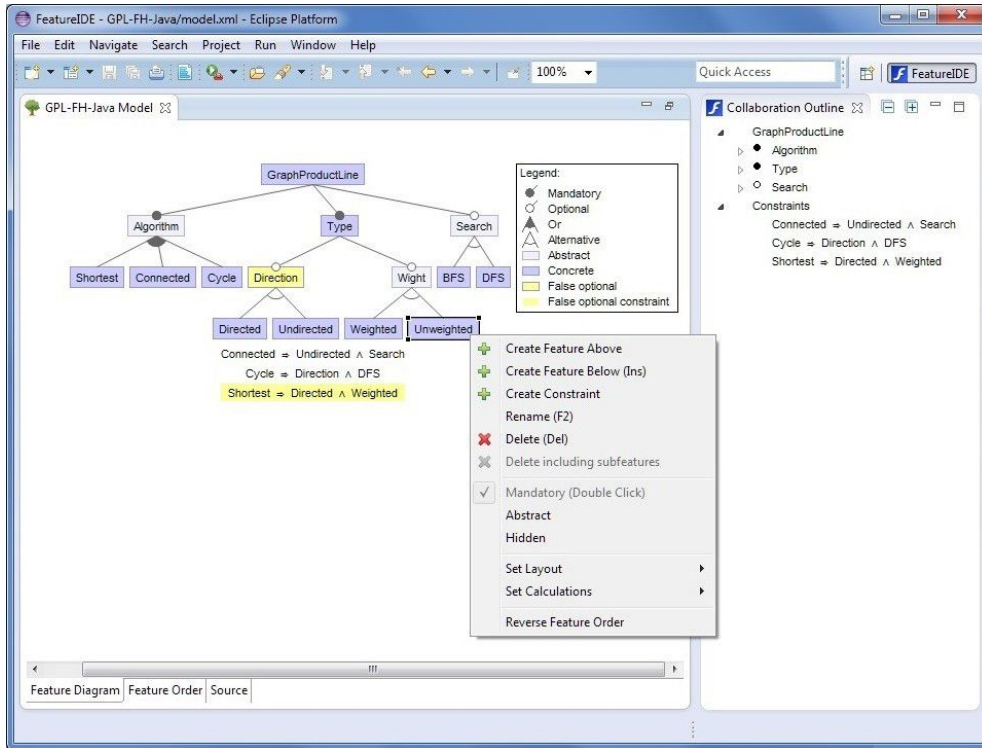 FeatureIDE - GPL-FH-Java/model.xml - Eclipse Platform
File Edit Navigate Search Project Run Window Help
100% Quick Access FeatureIDE
GPL-FH-Java Model
GraphProductLine
Algorithm Type Search
Shortest Connected Cycle Direction Wight BFS DFS
Directed Undirected Weighted Unweighted
Connected ⇒ Undirected ∧ Search
Cycle ⇒ Direction ∧ DFS
Shortest ⇒ Directed ∧ Weighted
Legend:
Mandatory
Optional
Or
Alternative
Abstract
Concrete
False optional
False optional constraint
Create Feature Above
Create Feature Below (Ins)
Create Constraint
Rename (F2)
Delete (Del)
Delete including subfeatures
Mandatory (Double Click)
Abstract
Hidden
Set Layout
Set Calculations
Reverse Feature Order
Feature Diagram Feature Order Source
Collaboration Outline
GraphProductLine
Algorithm
Type
Search
Constraints
Connected ⇒ Undirected ∧ Search
Cycle ⇒ Direction ∧ DFS
Shortest ⇒ Directed ∧ Weighted